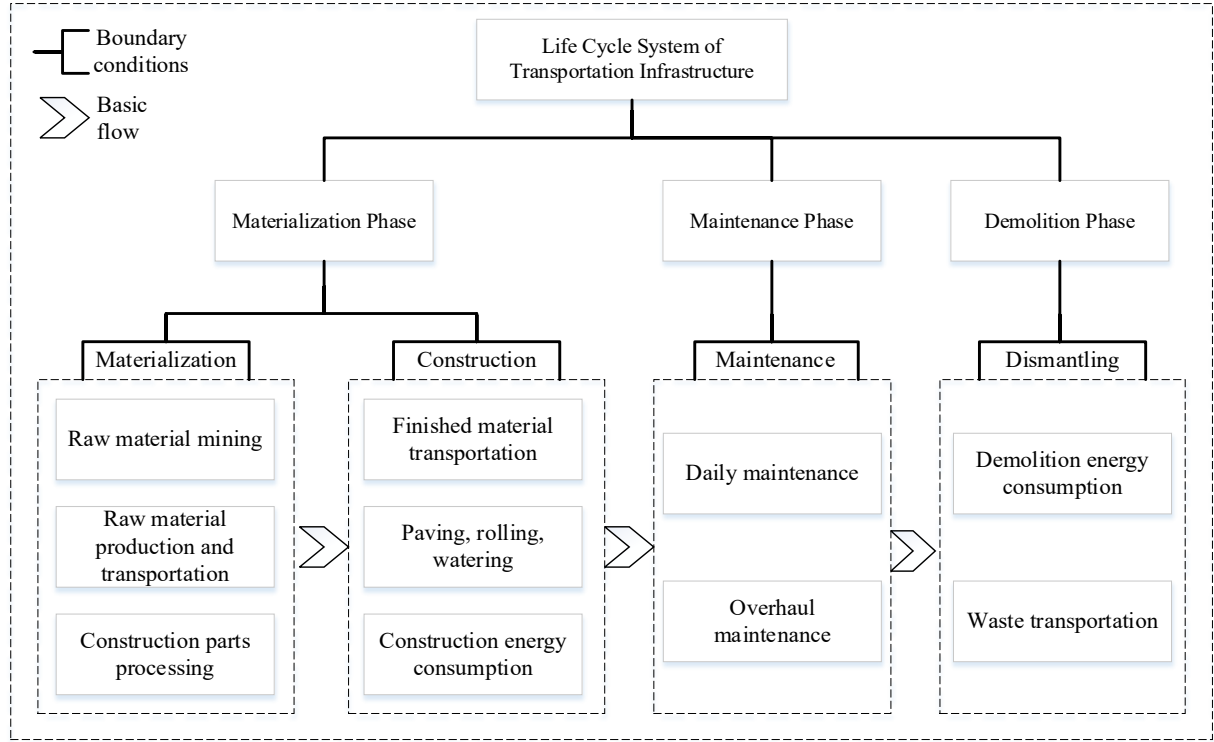 Boundary
conditions
Basic
flow
Life Cycle System of
Transportation Infrastructure
Materialization Phase
Maintenance Phase
Demolition Phase
Materialization
Raw material mining
Raw material
production and
transportation
Construction parts
processing
Construction
Finished material
transportation
Paving, rolling,
watering
Construction energy
consumption
Maintenance
Daily maintenance
Overhaul
maintenance
Dismantling
Demolition energy
consumption
Waste transportation